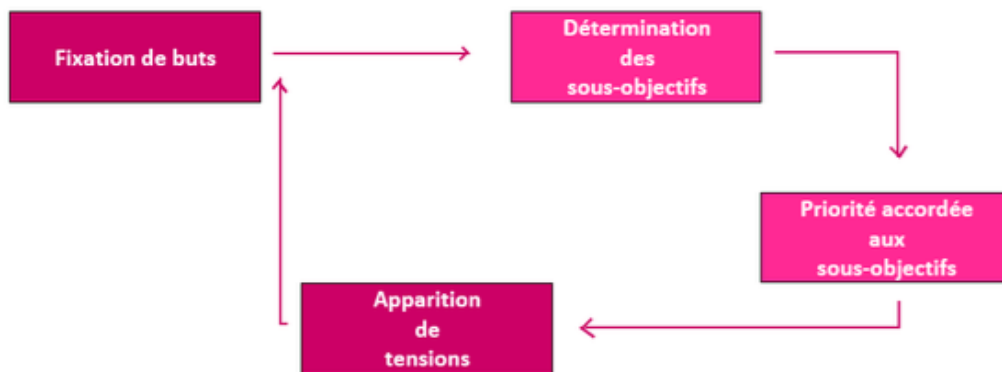 Fixation de buts
Détermination
des
sous-objectifs
Priorité accordée
aux
sous-objectifs
Apparition
de
tensions